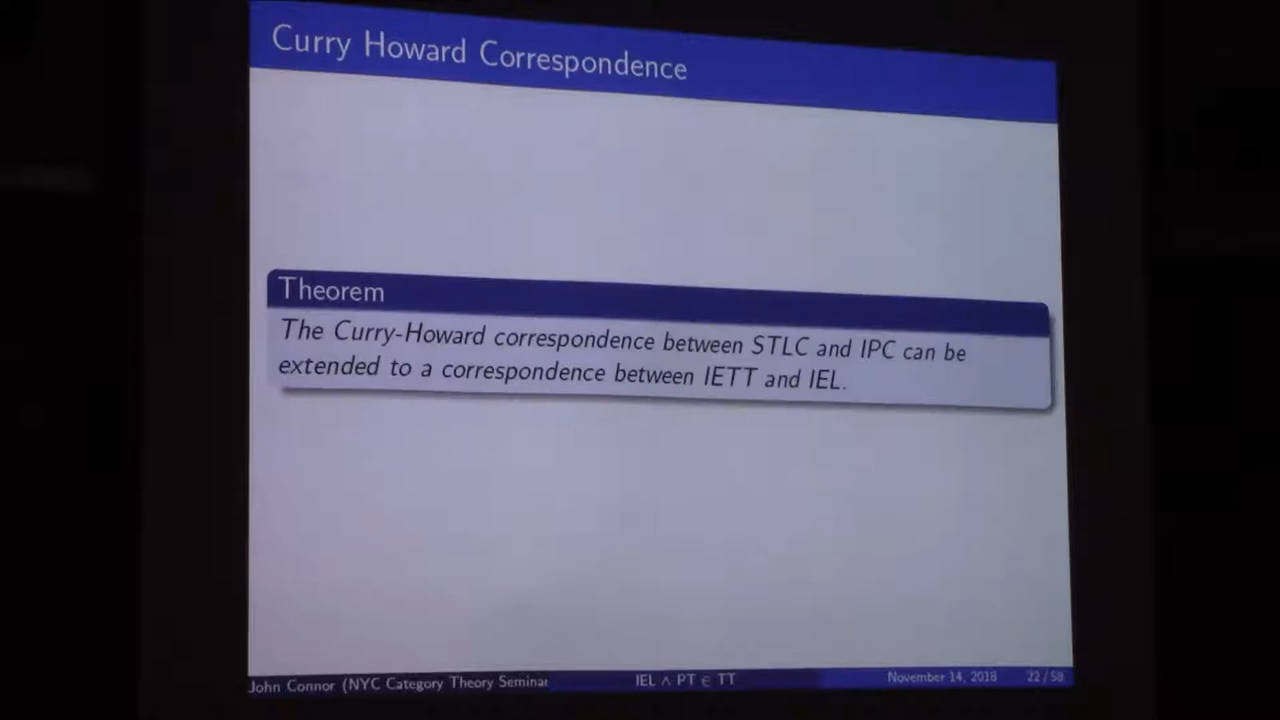 Curry Howard Correspondence
Theorem
The Curry-Howard correspondence between STLC and IPC can be
extended to a correspondence between IETT and IEL.
John Connor (NYC Category Theory Seminar
IEL ∧ PT ∈ TT
November 14, 2018
22 / 58